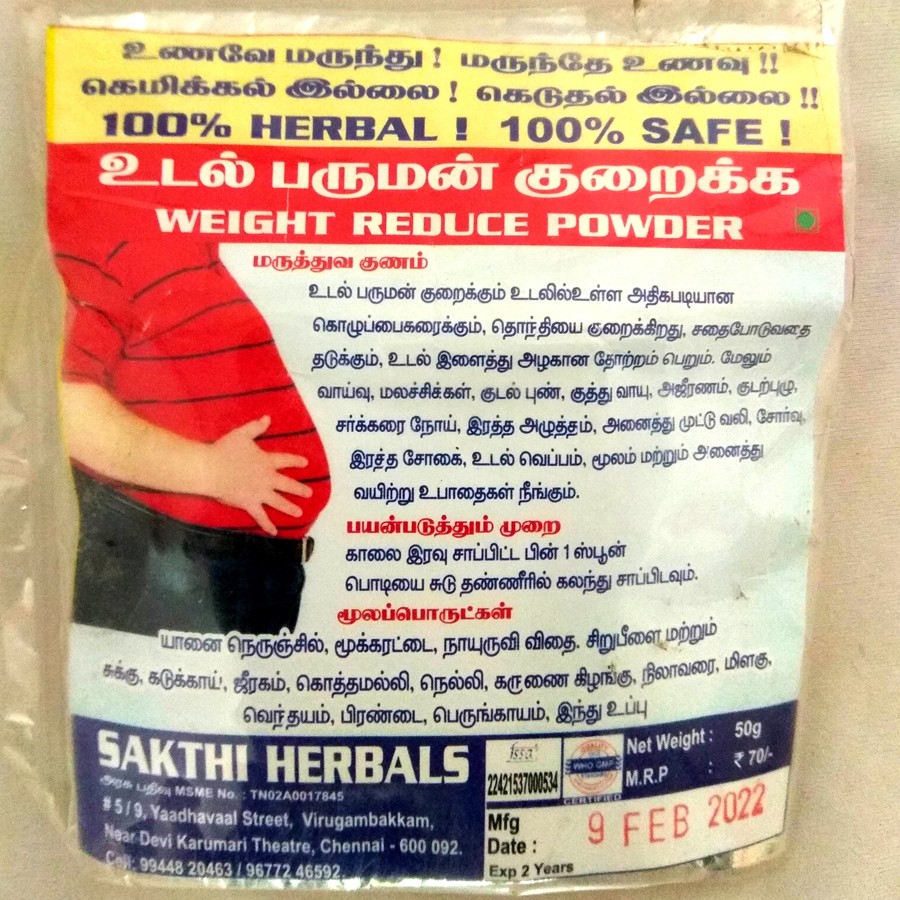 உணவே மருந்து ! மருந்தே உணவு !!
கெமிக்கல் இல்லை ! கெடுதல் இல்லை !!
100% HERBAL ! 100% SAFE !
உடல் பருமன் குறைக்க
WEIGHT REDUCE POWDER
மருத்துவ குணம்
உடல் பருமன் குறைக்கும் உடலில்உள்ள அதிகபடியான
கொழுப்பைகரைக்கும், தொந்தியை குறைக்கிறது, சதைபோடுவதை
தடுக்கும், உடல் இளைத்து அழகான தோற்றம் பெறும். மேலும்
வாய்வு, மலச்சிக்கள், குடல் புண், குத்து வாயு, அஜீரணம், குடற்புழு,
சர்க்கரை நோய், இரத்த அழுத்தம், அனைத்து முட்டு வலி, சோர்வு,
இரத்த சோகை, உடல் வெப்பம், மூலம் மற்றும் அனைத்து
வயிற்று உபாதைகள் நீங்கும்.
பயன்படுத்தும் முறை
காலை இரவு சாப்பிட்ட பின் 1 ஸ்பூன்
பொடியை சுடு தண்ணீரில் கலந்து சாப்பிடவும்.
மூலப்பொருட்கள்
யானை நெருஞ்சில், மூக்கரட்டை, நாயுருவி விதை. சிறுபீளை மற்றும்
சுக்கு, கடுக்காய், ஜீரகம், கொத்தமல்லி, நெல்லி, கருணை கிழங்கு, நிலாவரை, மிளகு,
வெந்தயம், பிரண்டை, பெருங்காயம், இந்து உப்பு
SAKTHI HERBALS
அரசு பதிவு MSME No. : TN02A0017845
# 5 / 9, Yaadhavaal Street, Virugambakkam,
Near Devi Karumari Theatre, Chennai - 600 092.
Cell: 99448 20463 / 96772 46592
fssai
22421537000534
QUALITY
WHO GMP
CERTIFIED
Net Weight : 50g
M.R.P : ₹ 70/-
Mfg Date : 9 FEB 2022
Exp 2 Years